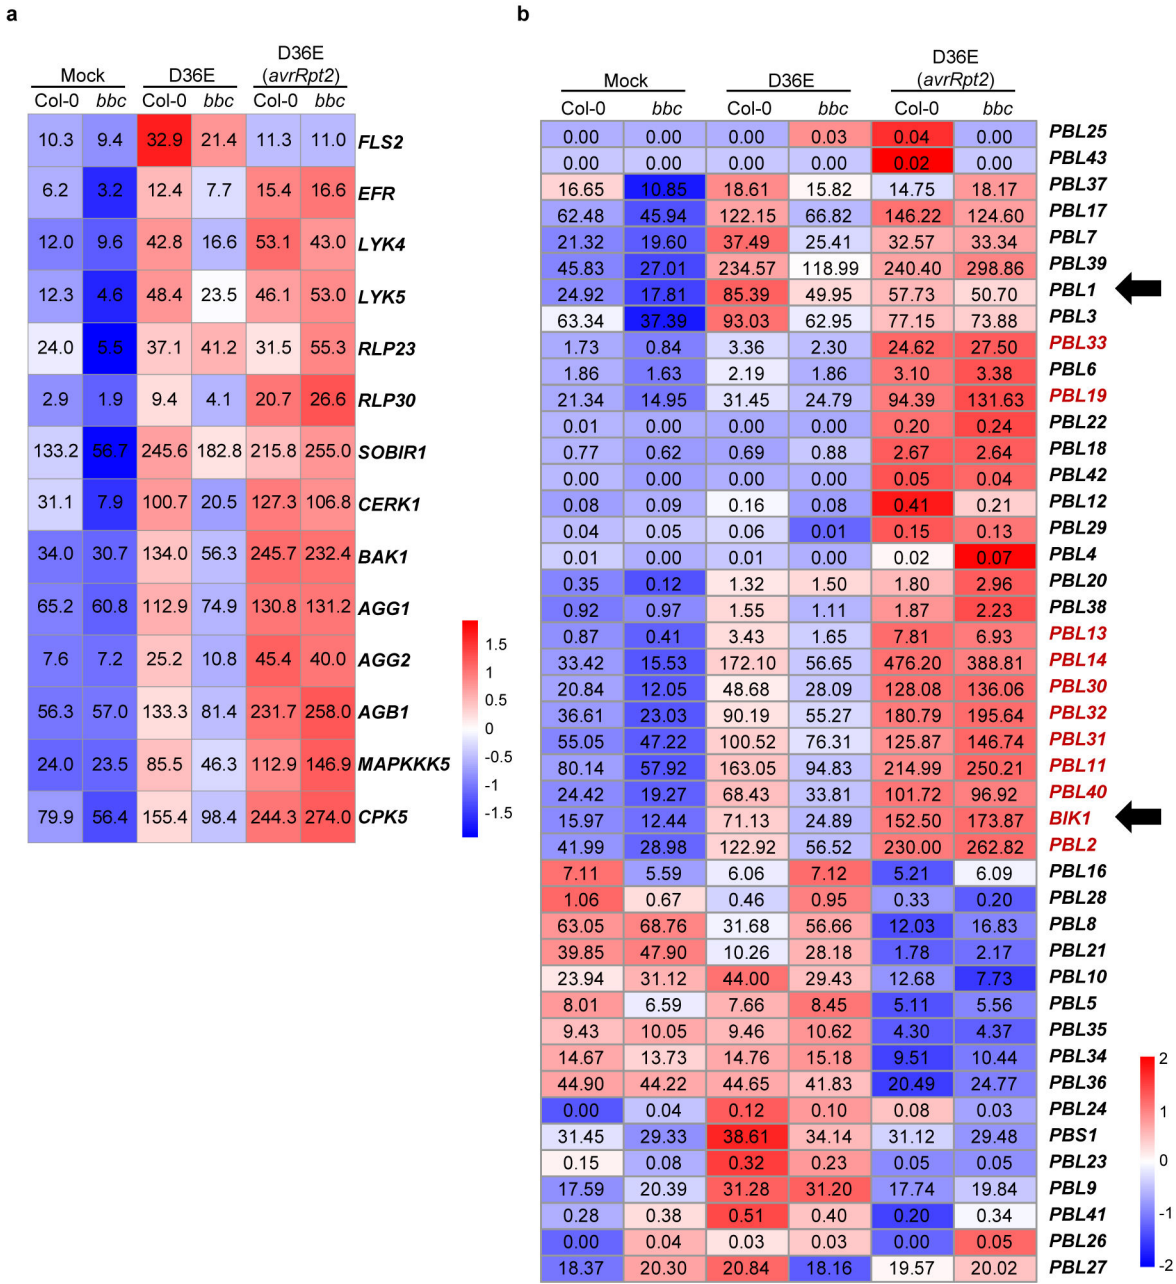 a
Mock D36E D36E (avrRpt2)
Col-0 bbc Col-0 bbc Col-0 bbc
10.3 9.4 32.9 21.4 11.3 11.0 FLS2
6.2 3.2 12.4 7.7 15.4 16.6 EFR
12.0 9.6 42.8 16.6 53.1 43.0 LYK4
12.3 4.6 48.4 23.5 46.1 53.0 LYK5
24.0 5.5 37.1 41.2 31.5 55.3 RLP23
2.9 1.9 9.4 4.1 20.7 26.6 RLP30
133.2 56.7 245.6 182.8 215.8 255.0 SOBIR1
31.1 7.9 100.7 20.5 127.3 106.8 CERK1
34.0 30.7 134.0 56.3 245.7 232.4 BAK1
65.2 60.8 112.9 74.9 130.8 131.2 AGG1
7.6 7.2 25.2 10.8 45.4 40.0 AGG2
56.3 57.0 133.3 81.4 231.7 258.0 AGB1
24.0 23.5 85.5 46.3 112.9 146.9 MAPKKK5
79.9 56.4 155.4 98.4 244.3 274.0 CPK5
1.5
1
0.5
0
-0.5
-1
-1.5
b
Mock D36E D36E (avrRpt2)
Col-0 bbc Col-0 bbc Col-0 bbc
0.00 0.00 0.00 0.03 0.04 0.00 PBL25
0.00 0.00 0.00 0.00 0.02 0.00 PBL43
16.65 10.85 18.61 15.82 14.75 18.17 PBL37
62.48 45.94 122.15 66.82 146.22 124.60 PBL17
21.32 19.60 37.49 25.41 32.57 33.34 PBL7
45.83 27.01 234.57 118.99 240.40 298.86 PBL39
24.92 17.81 85.39 49.95 57.73 50.70 PBL1
63.34 37.39 93.03 62.95 77.15 73.88 PBL3
1.73 0.84 3.36 2.30 24.62 27.50 PBL33
1.86 1.63 2.19 1.86 3.10 3.38 PBL6
21.34 14.95 31.45 24.79 94.39 131.63 PBL19
0.01 0.00 0.00 0.00 0.20 0.24 PBL22
0.77 0.62 0.69 0.88 2.67 2.64 PBL18
0.00 0.00 0.00 0.00 0.05 0.04 PBL42
0.08 0.09 0.16 0.08 0.41 0.21 PBL12
0.04 0.05 0.06 0.01 0.15 0.13 PBL29
0.01 0.00 0.01 0.00 0.02 0.07 PBL4
0.35 0.12 1.32 1.50 1.80 2.96 PBL20
0.92 0.97 1.55 1.11 1.87 2.23 PBL38
0.87 0.41 3.43 1.65 7.81 6.93 PBL13
33.42 15.53 172.10 56.65 476.20 388.81 PBL14
20.84 12.05 48.68 28.09 128.08 136.06 PBL30
36.61 23.03 90.19 55.27 180.79 195.64 PBL32
55.05 47.22 100.52 76.31 125.87 146.74 PBL31
80.14 57.92 163.05 94.83 214.99 250.21 PBL11
24.42 19.27 68.43 33.81 101.72 96.92 PBL40
15.97 12.44 71.13 24.89 152.50 173.87 BIK1
41.99 28.98 122.92 56.52 230.00 262.82 PBL2
7.11 5.59 6.06 7.12 5.21 6.09 PBL16
1.06 0.67 0.46 0.95 0.33 0.20 PBL28
63.05 68.76 31.68 56.66 12.03 16.83 PBL8
39.85 47.90 10.26 28.18 1.78 2.17 PBL21
23.94 31.12 44.00 29.43 12.68 7.73 PBL10
8.01 6.59 7.66 8.45 5.11 5.56 PBL5
9.43 10.05 9.46 10.62 4.30 4.37 PBL35
14.67 13.73 14.76 15.18 9.51 10.44 PBL34
44.90 44.22 44.65 41.83 20.49 24.77 PBL36
0.00 0.04 0.12 0.10 0.08 0.03 PBL24
31.45 29.33 38.61 34.14 31.12 29.48 PBS1
0.15 0.08 0.32 0.23 0.05 0.05 PBL23
17.59 20.39 31.28 31.20 17.74 19.84 PBL9
0.28 0.38 0.51 0.40 0.20 0.34 PBL41
0.00 0.04 0.03 0.03 0.00 0.05 PBL26
18.37 20.30 20.84 18.16 19.57 20.02 PBL27
2
1
0
-1
-2